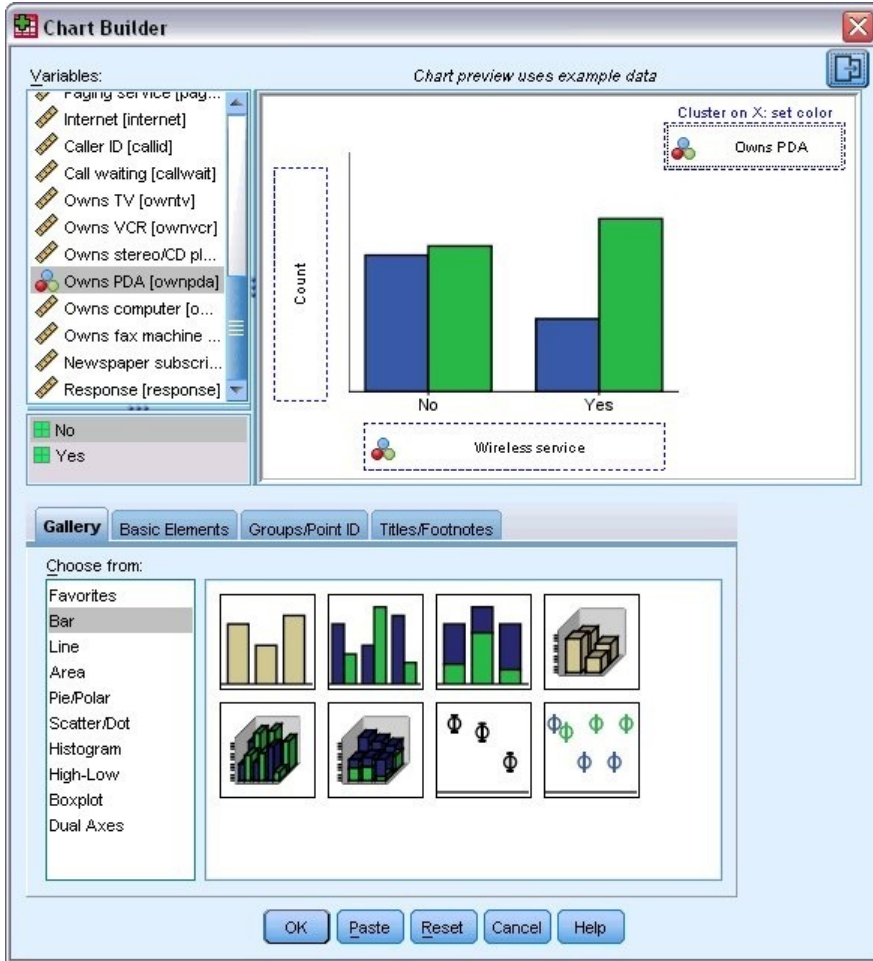 Chart Builder
Variables:
Chart preview uses example data
Paging service [pag...
Internet [internet]
Caller ID [callid]
Call waiting [callwait]
Owns TV [owntv]
Owns VCR [ownvcr]
Owns stereo/CD pl...
Owns PDA [ownpda]
Owns computer [o...
Owns fax machine ...
Newspaper subscri...
Response [response]
No
Yes
Cluster on X: set color
Owns PDA
Count
No
Yes
Wireless service
Gallery
Basic Elements
Groups/Point ID
Titles/Footnotes
Choose from:
Favorites
Bar
Line
Area
Pie/Polar
Scatter/Dot
Histogram
High-Low
Boxplot
Dual Axes
OK
Paste
Reset
Cancel
Help